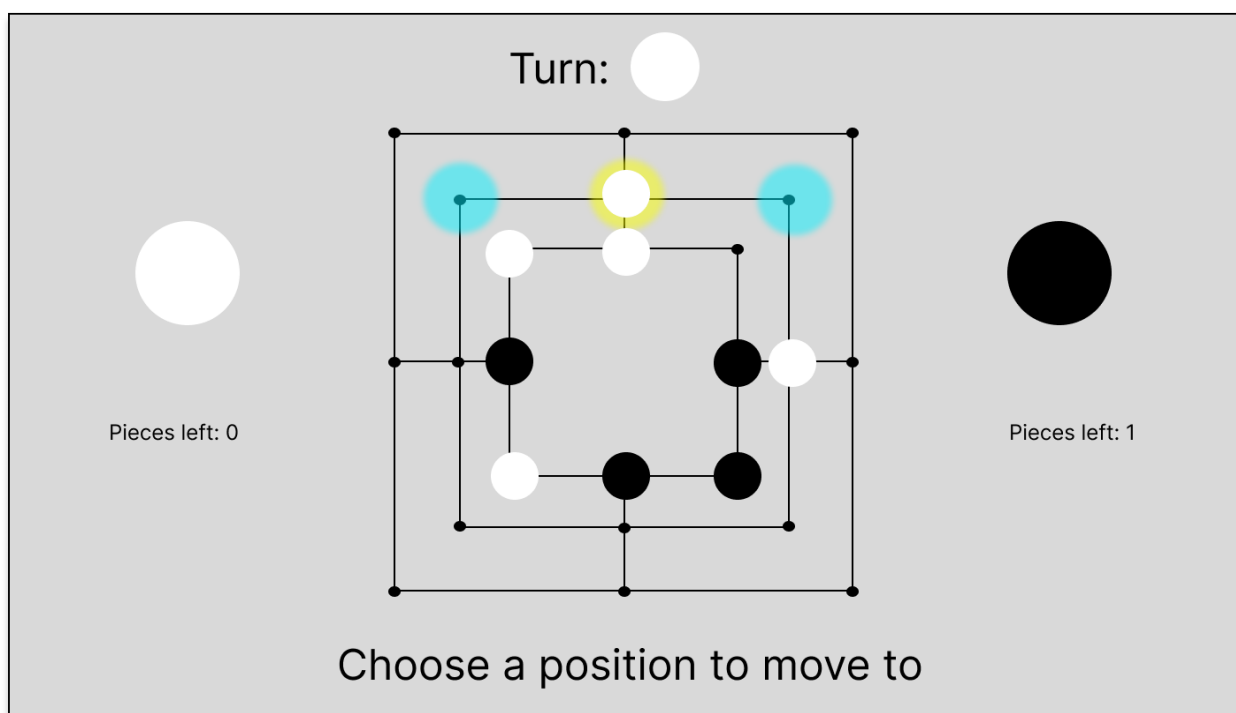 Turn:
Pieces left: 0
Pieces left: 1
Choose a position to move to